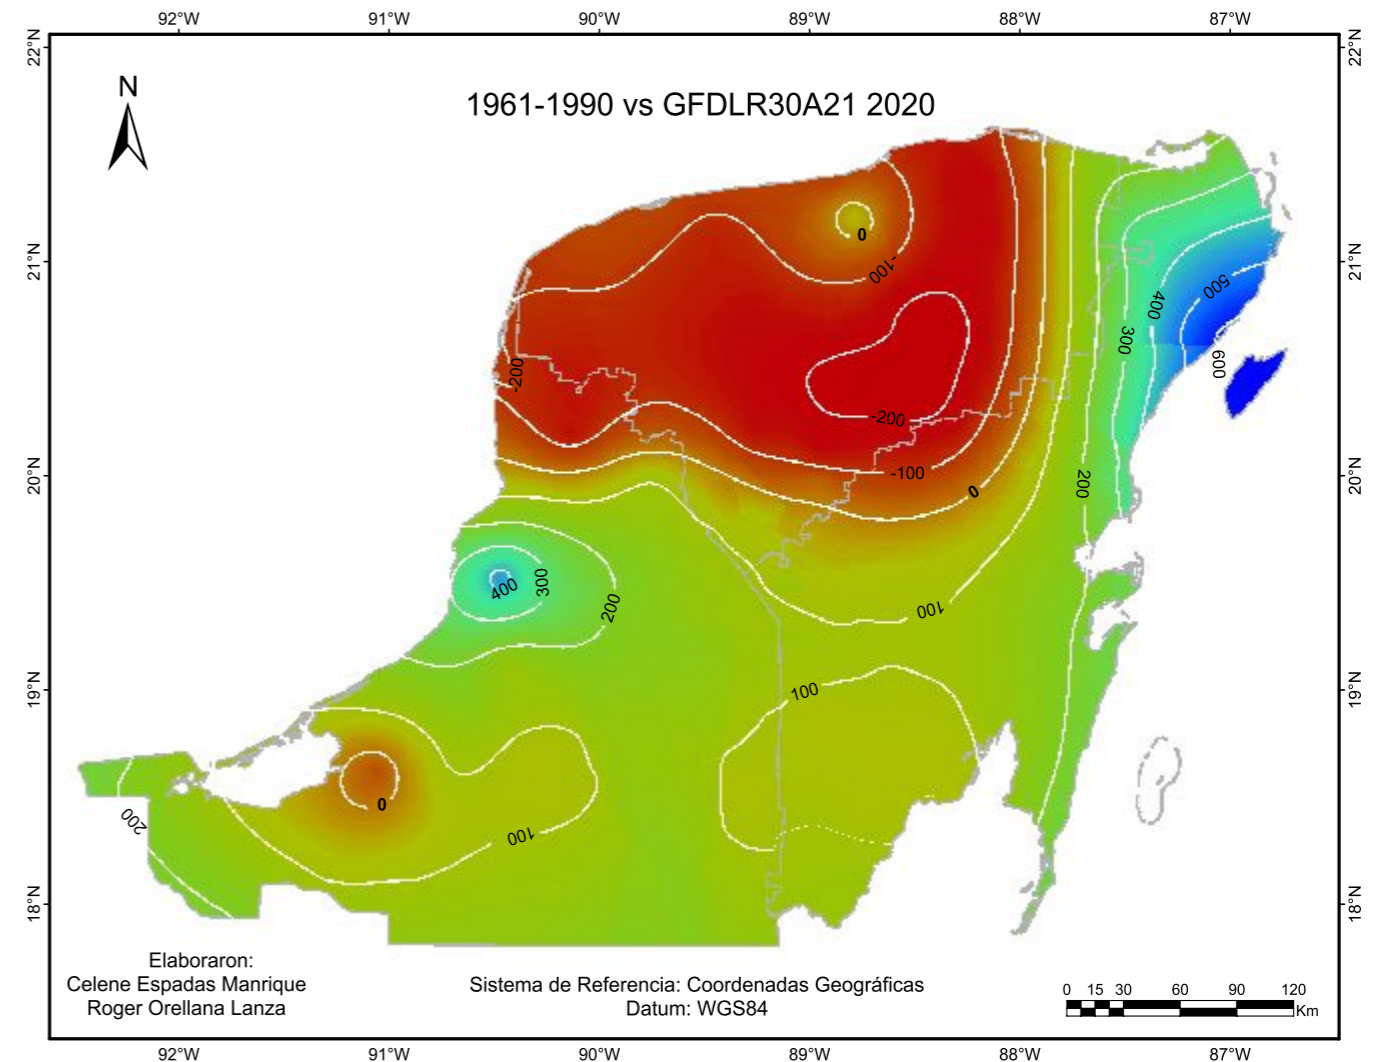 92°W 91°W 90°W 89°W 88°W 87°W
22°N 22°N
N
1961-1990 vs GFDLR30A21 2020
0
21°N -100 21°N
500
400
300
600
-200
-200
-100
20°N 0 200 20°N
400 300
200 100
19°N 100 19°N
0
200 100
18°N 18°N
Elaboraron:
Celene Espadas Manrique
Roger Orellana Lanza
Sistema de Referencia: Coordenadas Geográficas
Datum: WGS84
0 15 30 60 90 120
Km
92°W 91°W 90°W 89°W 88°W 87°W